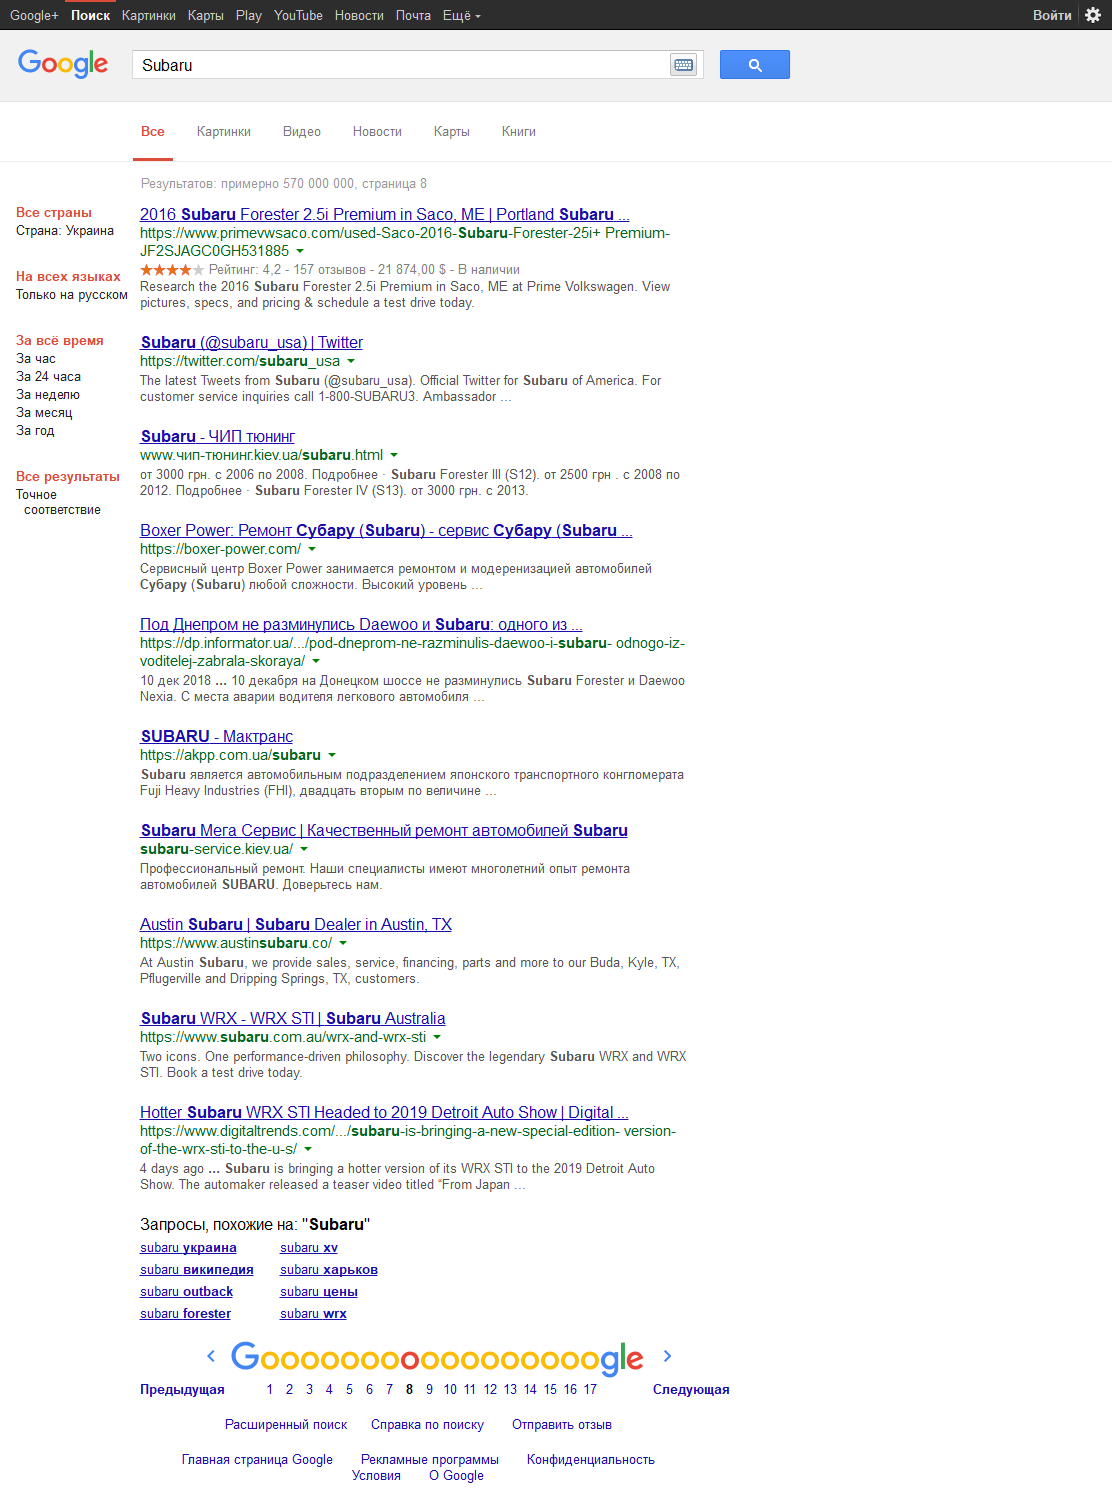 Google+ Поиск Картинки Карты Play YouTube Новости Почта Ещё Войти
Google Subaru
Все Картинки Видео Новости Карты Книги
Результатов: примерно 570 000 000, страница 8
Все страны
Страна: Украина
На всех языках
Только на русском
За всё время
За час
За 24 часа
За неделю
За месяц
За год
Все результаты
Точное
соответствие
2016 Subaru Forester 2.5i Premium in Saco, ME | Portland Subaru ...
https://www.primevwsaco.com/used-Saco-2016-Subaru-Forester-25i+ Premium-
JF2SJAGC0GH531885
Рейтинг: 4,2 - 157 отзывов - 21 874,00 $ - В наличии
Research the 2016 Subaru Forester 2.5i Premium in Saco, ME at Prime Volkswagen. View
pictures, specs, and pricing & schedule a test drive today.
Subaru (@subaru_usa) | Twitter
https://twitter.com/subaru_usa
The latest Tweets from Subaru (@subaru_usa). Official Twitter for Subaru of America. For
customer service inquiries call 1-800-SUBARU3. Ambassador ...
Subaru - ЧИП тюнинг
www.чип-тюнинг.kiev.ua/subaru.html
от 3000 грн. с 2006 по 2008. Подробнее · Subaru Forester III (S12). от 2500 грн . с 2008 по
2012. Подробнее · Subaru Forester IV (S13). от 3000 грн. с 2013.
Boxer Power: Ремонт Субару (Subaru) - сервис Субару (Subaru ...
https://boxer-power.com/
Сервисный центр Boxer Power занимается ремонтом и модеренизацией автомобилей
Субару (Subaru) любой сложности. Высокий уровень ...
Под Днепром не разминулись Daewoo и Subaru: одного из ...
https://dp.informator.ua/.../pod-dneprom-ne-razminulis-daewoo-i-subaru- odnogo-iz-
voditelej-zabrala-skoraya/
10 дек 2018 ... 10 декабря на Донецком шоссе не разминулись Subaru Forester и Daewoo
Nexia. С места аварии водителя легкового автомобиля ...
SUBARU - Мактранс
https://akpp.com.ua/subaru
Subaru является автомобильным подразделением японского транспортного конгломерата
Fuji Heavy Industries (FHI), двадцать вторым по величине ...
Subaru Мега Сервис | Качественный ремонт автомобилей Subaru
subaru-service.kiev.ua/
Профессиональный ремонт. Наши специалисты имеют многолетний опыт ремонта
автомобилей SUBARU. Доверьтесь нам.
Austin Subaru | Subaru Dealer in Austin, TX
https://www.austinsubaru.co/
At Austin Subaru, we provide sales, service, financing, parts and more to our Buda, Kyle, TX,
Pflugerville and Dripping Springs, TX, customers.
Subaru WRX - WRX STI | Subaru Australia
https://www.subaru.com.au/wrx-and-wrx-sti
Two icons. One performance-driven philosophy. Discover the legendary Subaru WRX and WRX
STI. Book a test drive today.
Hotter Subaru WRX STI Headed to 2019 Detroit Auto Show | Digital ...
https://www.digitaltrends.com/.../subaru-is-bringing-a-new-special-edition- version-
of-the-wrx-sti-to-the-u-s/
4 days ago ... Subaru is bringing a hotter version of its WRX STI to the 2019 Detroit Auto
Show. The automaker released a teaser video titled “From Japan ...
Запросы, похожие на: "Subaru"
subaru украина subaru xv
subaru википедия subaru харьков
subaru outback subaru цены
subaru forester subaru wrx
Gooooooooooooooooogle
Предыдущая 1 2 3 4 5 6 7 8 9 10 11 12 13 14 15 16 17 Следующая
Расширенный поиск Справка по поиску Отправить отзыв
Главная страница Google Рекламные программы Конфиденциальность
Условия О Google